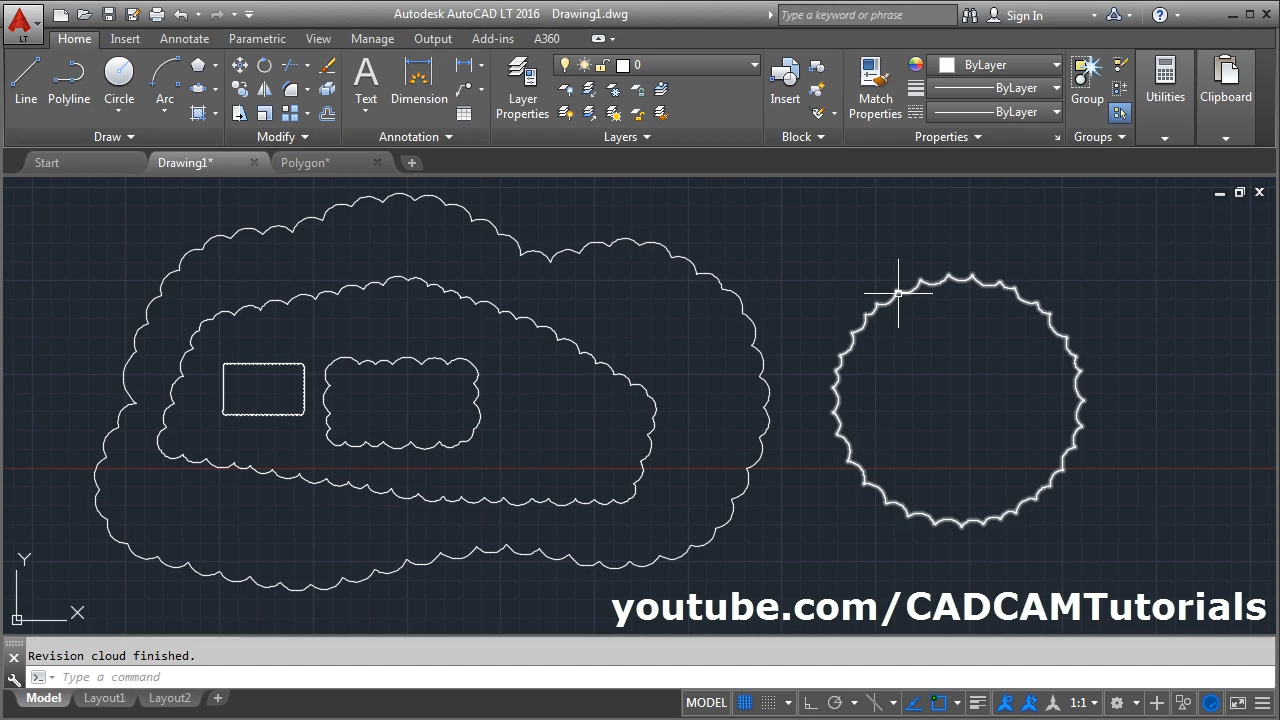 Autodesk AutoCAD LT 2016 Drawing1.dwg
Type a keyword or phrase
Sign In
LT
Home Insert Annotate Parametric View Manage Output Add-ins A360
0
ByLayer
ByLayer
ByLayer
Line Polyline Circle Arc
Text Dimension
Layer
Properties
Insert
Match
Properties
Group
Utilities
Clipboard
Draw Modify Annotation Layers Block Properties Groups
Start Drawing1* Polygon*
Y
X
youtube.com/CADCAMTutorials
Revision cloud finished.
Type a command
Model Layout1 Layout2
MODEL
1:1